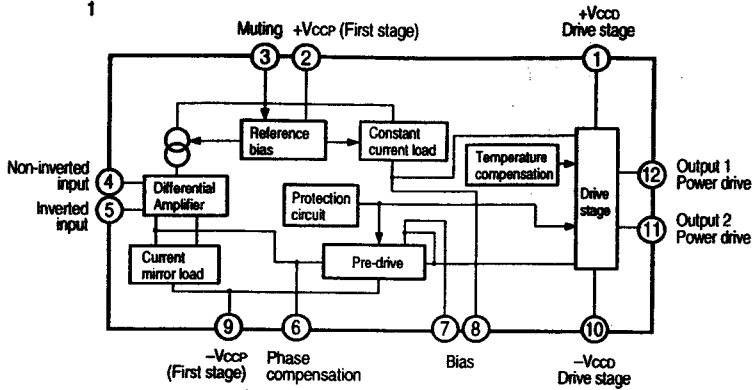 1
Muting
+VCCP (First stage)
+VCCD
Drive stage
3
2
1
Reference
bias
Constant
current load
Temperature
compensation
Non-inverted
input
4
Inverted
input
5
Differential
Amplifier
Protection
circuit
Drive
stage
12
Output 1
Power drive
11
Output 2
Power drive
Current
mirror load
Pre-drive
9
6
7
8
10
–VCCP
(First stage)
Phase
compensation
Bias
–VCCD
Drive stage